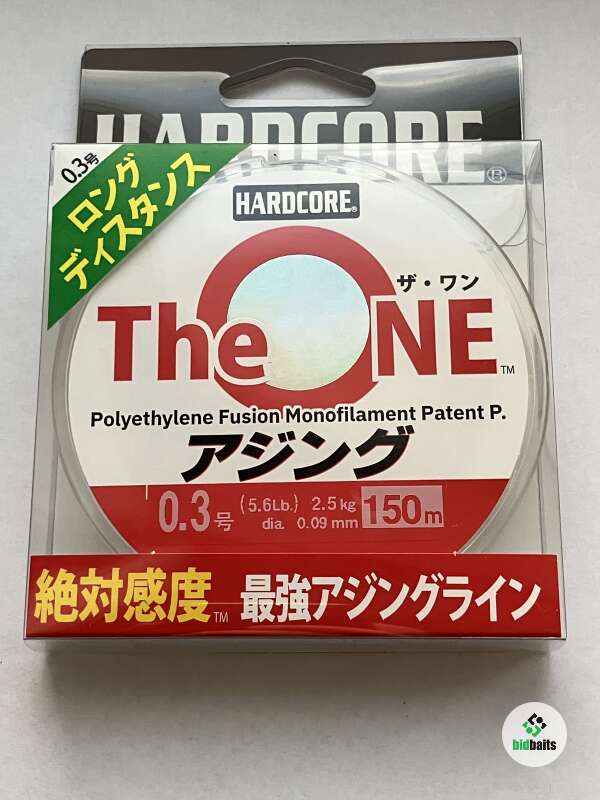 HARDCORE®
0.3号
ロング
ディスタンス
HARDCORE®
ザ・ワン
The ONE™
Polyethylene Fusion Monofilament Patent P.
アジング
0.3号 (5.6Lb.) 2.5kg
dia. 0.09mm
150m
絶対感度™ 最強アジングライン
bidbaits